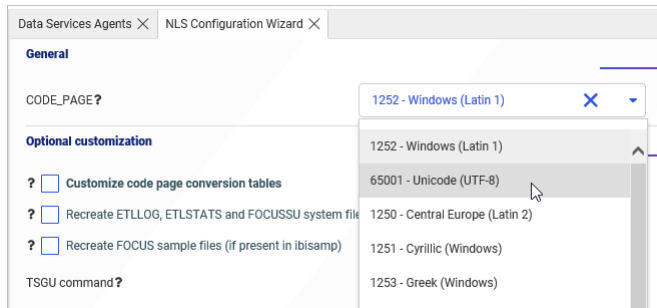 Data Services Agents
NLS Configuration Wizard
General
CODE_PAGE?
1252 - Windows (Latin 1)
1252 - Windows (Latin 1)
Optional customization
65001 - Unicode (UTF-8)
? Customize code page conversion tables
? Recreate ETLLOG, ETLSTATS and FOCUSSU system file
1250 - Central Europe (Latin 2)
? Recreate FOCUS sample files (if present in ibisamp)
1251 - Cyrillic (Windows)
TSGU command?
1253 - Greek (Windows)